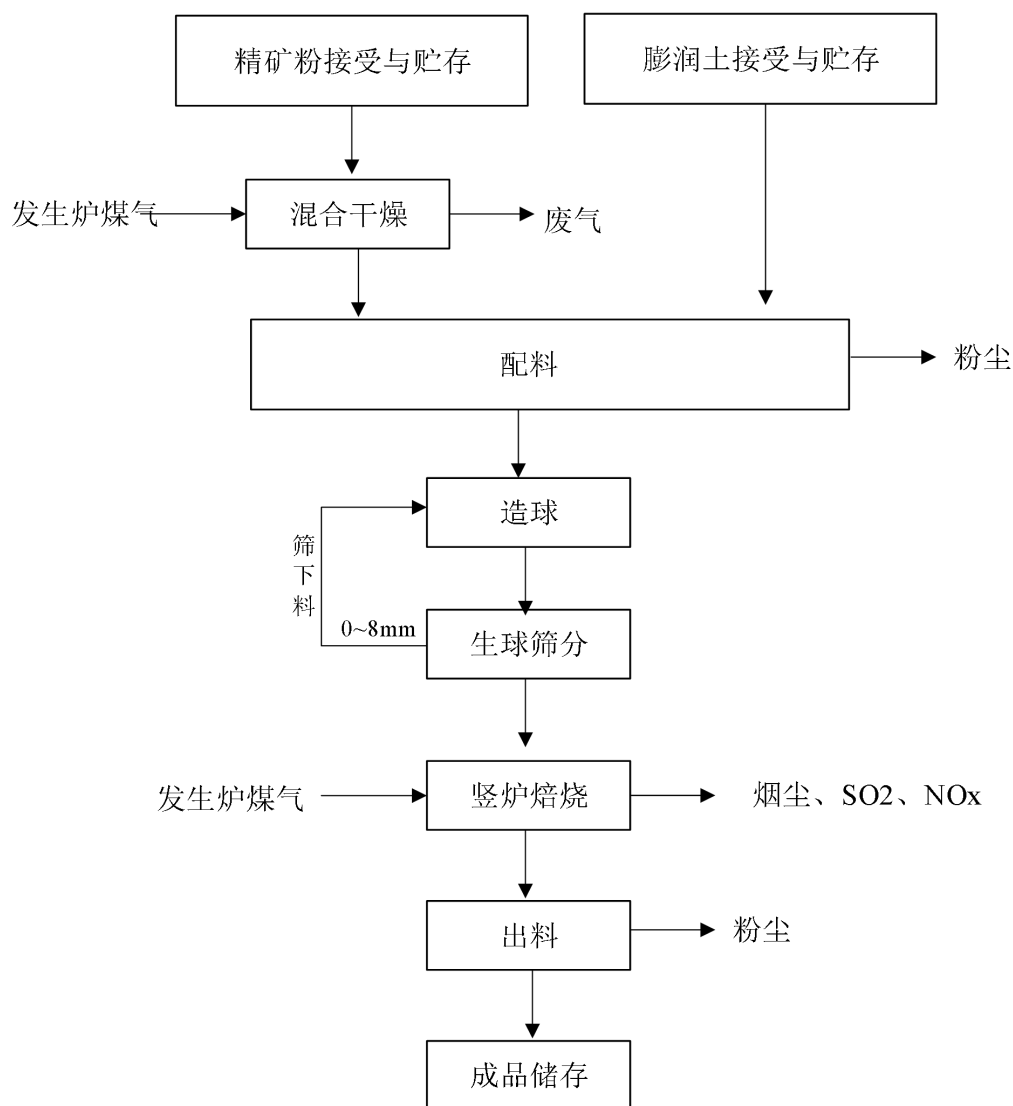 精矿粉接受与贮存
膨润土接受与贮存
发生炉煤气
混合干燥
废气
配料
粉尘
造球
筛下料
0~8mm
生球筛分
发生炉煤气
竖炉焙烧
烟尘、SO2、NOx
出料
粉尘
成品储存